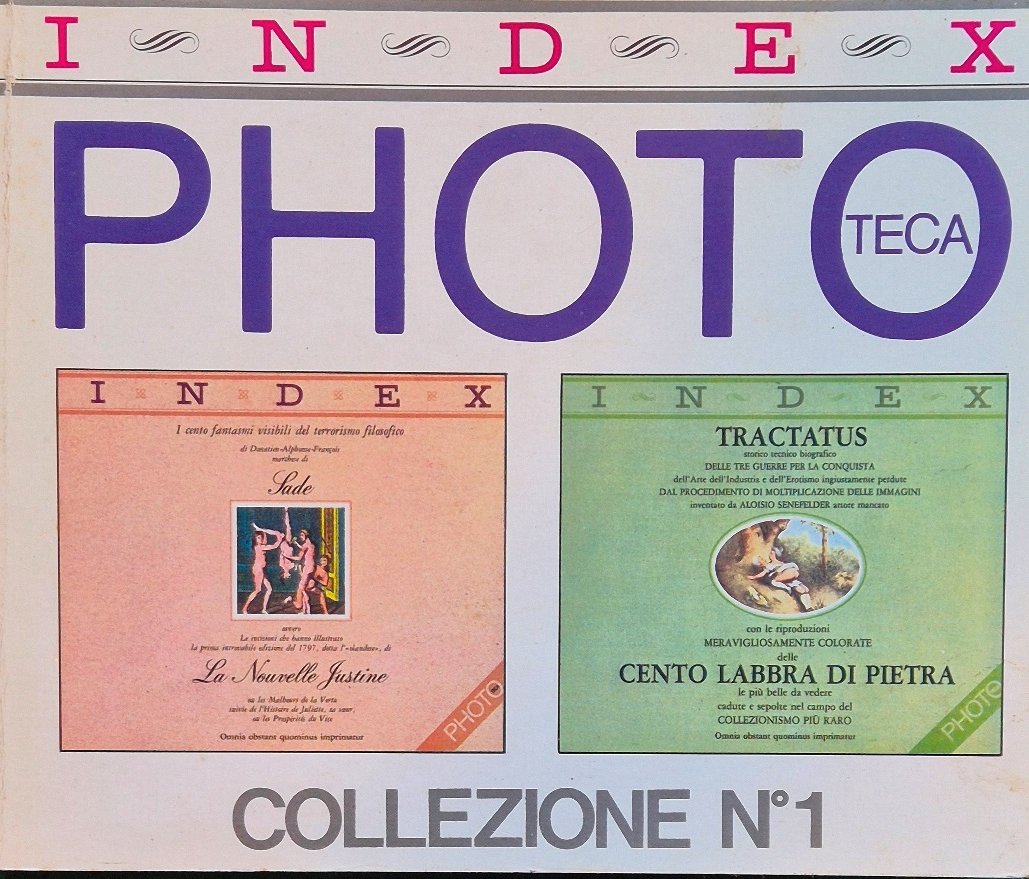 I N D E X
PHOTO
TECA
I N D E X
I cento fantasmi visibili del terrorismo filosofico
di Donatien-Alphonse-François
marchese di
Sade
ovvero
Le incisioni che hanno illustrato
la prima introvabile edizione del 1797, detta l'«olandese», di
La Nouvelle Justine
ou les Malheurs de la Vertu
suivie de l'Histoire de Juliette, sa sœur,
ou les Prospérités du Vice
Omnia obstant quominus imprimatur
PHOTO
I N D E X
TRACTATUS
storico tecnico biografico
DELLE TRE GUERRE PER LA CONQUISTA
dell'Arte dell'Industria e dell'Erotismo ingiustamente perdute
DAL PROCEDIMENTO DI MOLTIPLICAZIONE DELLE IMMAGINI
inventato da ALOISIO SENEFELDER attore mancato
con le riproduzioni
MERAVIGLIOSAMENTE COLORATE
delle
CENTO LABBRA DI PIETRA
le più belle da vedere
cadute e sepolte nel campo del
COLLEZIONISMO PIÙ RARO
Omnia obstant quominus imprimatur
PHOTO
COLLEZIONE N°1